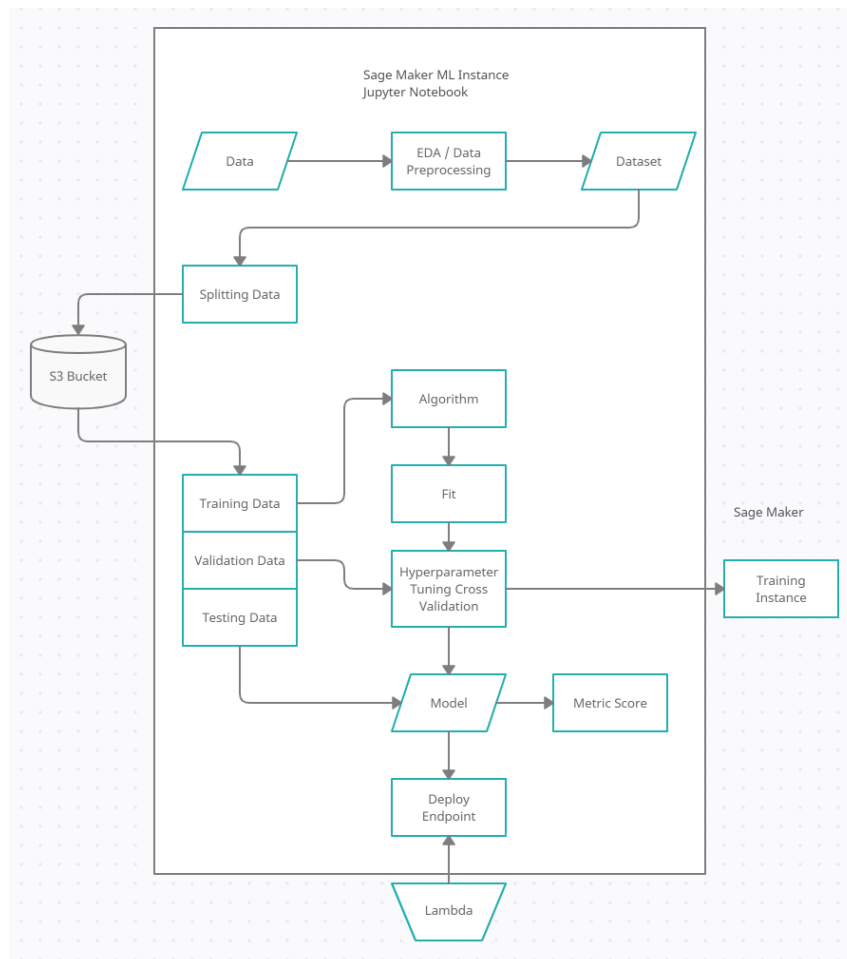 Sage Maker ML Instance
Jupyter Notebook
Data
EDA / Data
Preprocessing
Dataset
Splitting Data
S3 Bucket
Algorithm
Training Data
Fit
Sage Maker
Validation Data
Hyperparameter
Tuning Cross
Validation
Training
Instance
Testing Data
Model
Metric Score
Deploy
Endpoint
Lambda